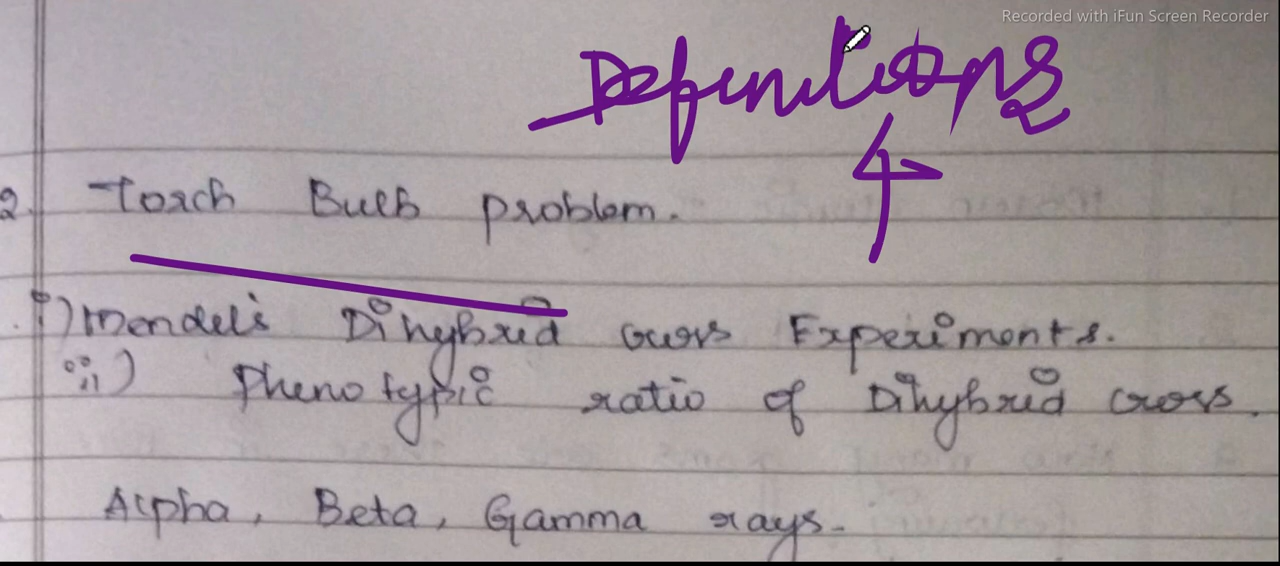 Recorded with iFun Screen Recorder
Definitions
2. Torch Bulb problem.
i) Mendel's Dihybrid cross Experiments.
ii) Phenotypic ratio of Dihybrid cross.
Alpha, Beta, Gamma rays.